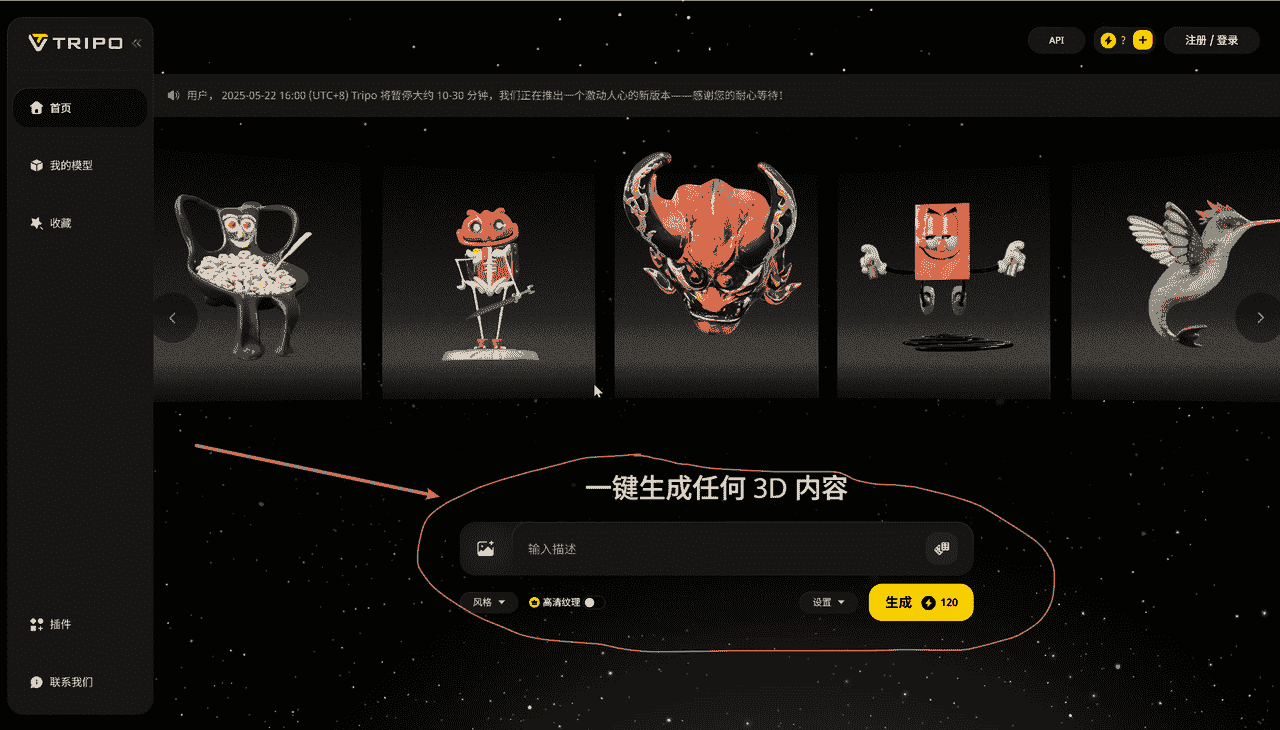 TRIPO
API
?
注册 / 登录
用户， 2025-05-22 16:00 (UTC+8) Tripo 将暂停大约 10-30 分钟，我们正在推出一个激动人心的新版本——感谢您的耐心等待！
首页
我的模型
收藏
一键生成任何 3D 内容
输入描述
风格
高清纹理
设置
生成 120
插件
联系我们